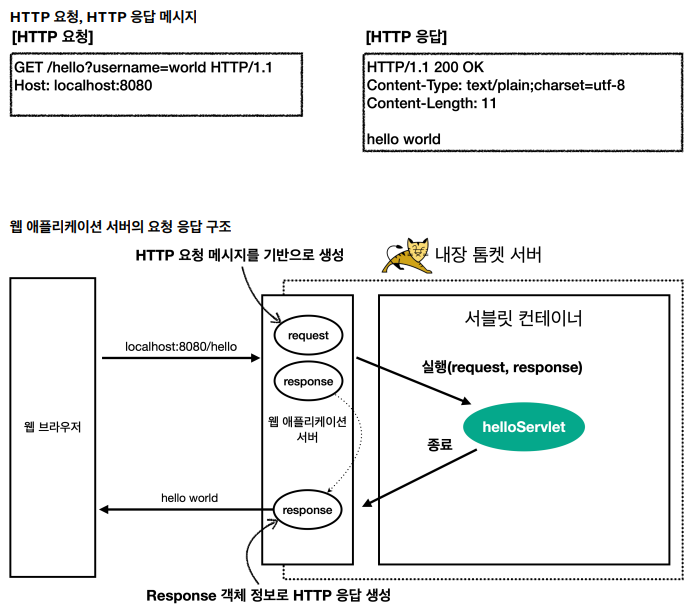 HTTP 요청, HTTP 응답 메시지
[HTTP 요청]
GET /hello?username=world HTTP/1.1
Host: localhost:8080
[HTTP 응답]
HTTP/1.1 200 OK
Content-Type: text/plain;charset=utf-8
Content-Length: 11
hello world
웹 애플리케이션 서버의 요청 응답 구조
HTTP 요청 메시지를 기반으로 생성
내장 톰켓 서버
웹 브라우저
localhost:8080/hello
request
response
웹 애플리케이션
서버
서블릿 컨테이너
실행(request, response)
helloServlet
종료
hello world
response
Response 객체 정보로 HTTP 응답 생성